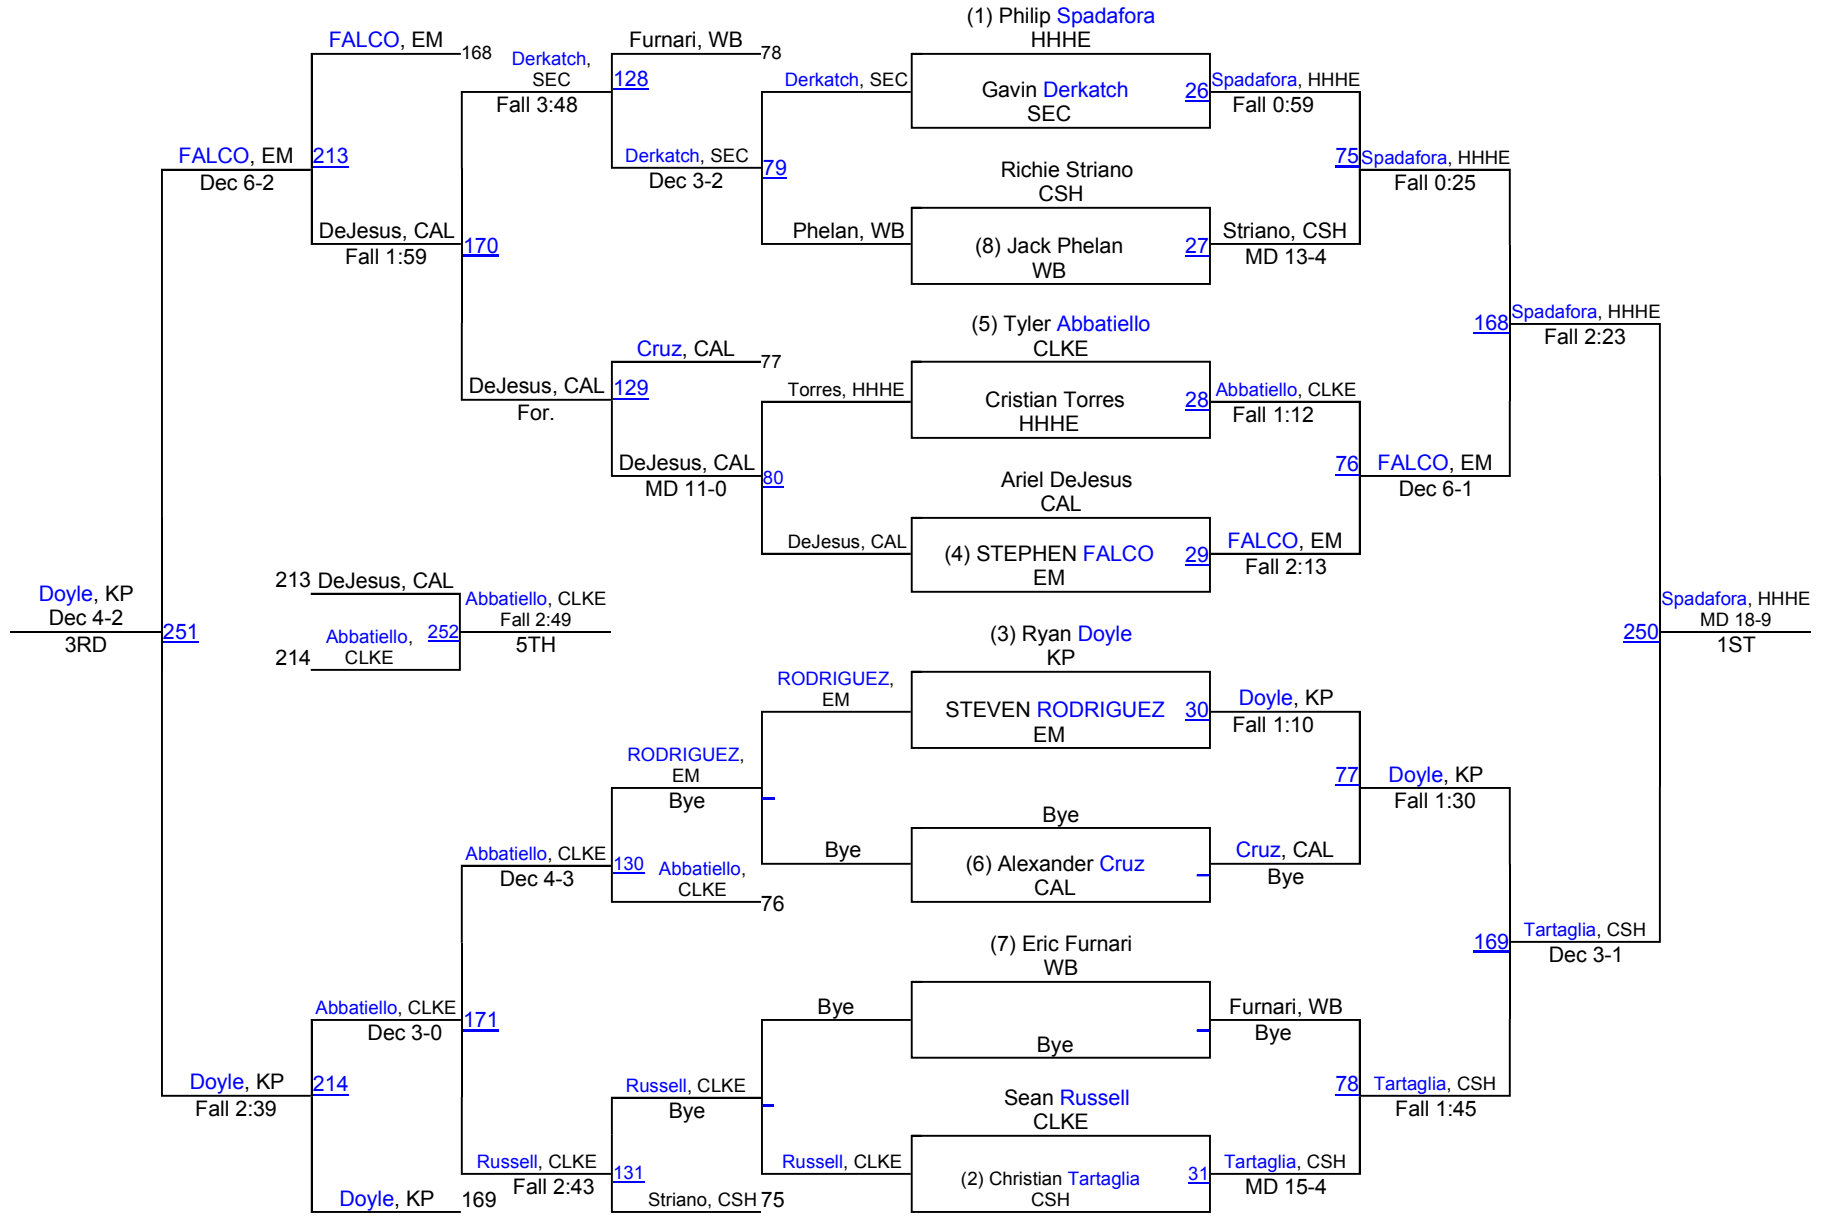 (1) Philip Spadafora
HHHE
FALCO, EM
168
Furnari, WB
78
Derkatch,
SEC
128
Fall 3:48
Derkatch, SEC
Gavin Derkatch
SEC
26
Spadafora, HHHE
Fall 0:59
FALCO, EM
213
Dec 6-2
Derkatch, SEC
79
Dec 3-2
Richie Striano
CSH
75
Spadafora, HHHE
Fall 0:25
DeJesus, CAL
170
Fall 1:59
Phelan, WB
(8) Jack Phelan
WB
27
Striano, CSH
MD 13-4
(5) Tyler Abbatiello
CLKE
168
Spadafora, HHHE
Fall 2:23
Cruz, CAL
77
DeJesus, CAL
129
For.
Torres, HHHE
Cristian Torres
HHHE
28
Abbatiello, CLKE
Fall 1:12
DeJesus, CAL
80
MD 11-0
Ariel DeJesus
CAL
76
FALCO, EM
Dec 6-1
DeJesus, CAL
(4) STEPHEN FALCO
EM
29
FALCO, EM
Fall 2:13
Doyle, KP
Dec 4-2
3RD
251
213
DeJesus, CAL
Abbatiello,
CLKE
214
252
Abbatiello, CLKE
Fall 2:49
5TH
(3) Ryan Doyle
KP
250
Spadafora, HHHE
MD 18-9
1ST
RODRIGUEZ,
EM
STEVEN RODRIGUEZ
EM
30
Doyle, KP
Fall 1:10
RODRIGUEZ,
EM
Bye
77
Doyle, KP
Fall 1:30
Bye
Abbatiello, CLKE
130
Dec 4-3
Abbatiello,
CLKE
76
Bye
(6) Alexander Cruz
CAL
Cruz, CAL
Bye
(7) Eric Furnari
WB
169
Tartaglia, CSH
Dec 3-1
Abbatiello, CLKE
171
Dec 3-0
Bye
Bye
Furnari, WB
Bye
Doyle, KP
214
Fall 2:39
Russell, CLKE
Bye
Sean Russell
CLKE
78
Tartaglia, CSH
Fall 1:45
Russell, CLKE
131
Fall 2:43
Russell, CLKE
(2) Christian Tartaglia
CSH
31
Tartaglia, CSH
MD 15-4
Doyle, KP
169
Striano, CSH
75